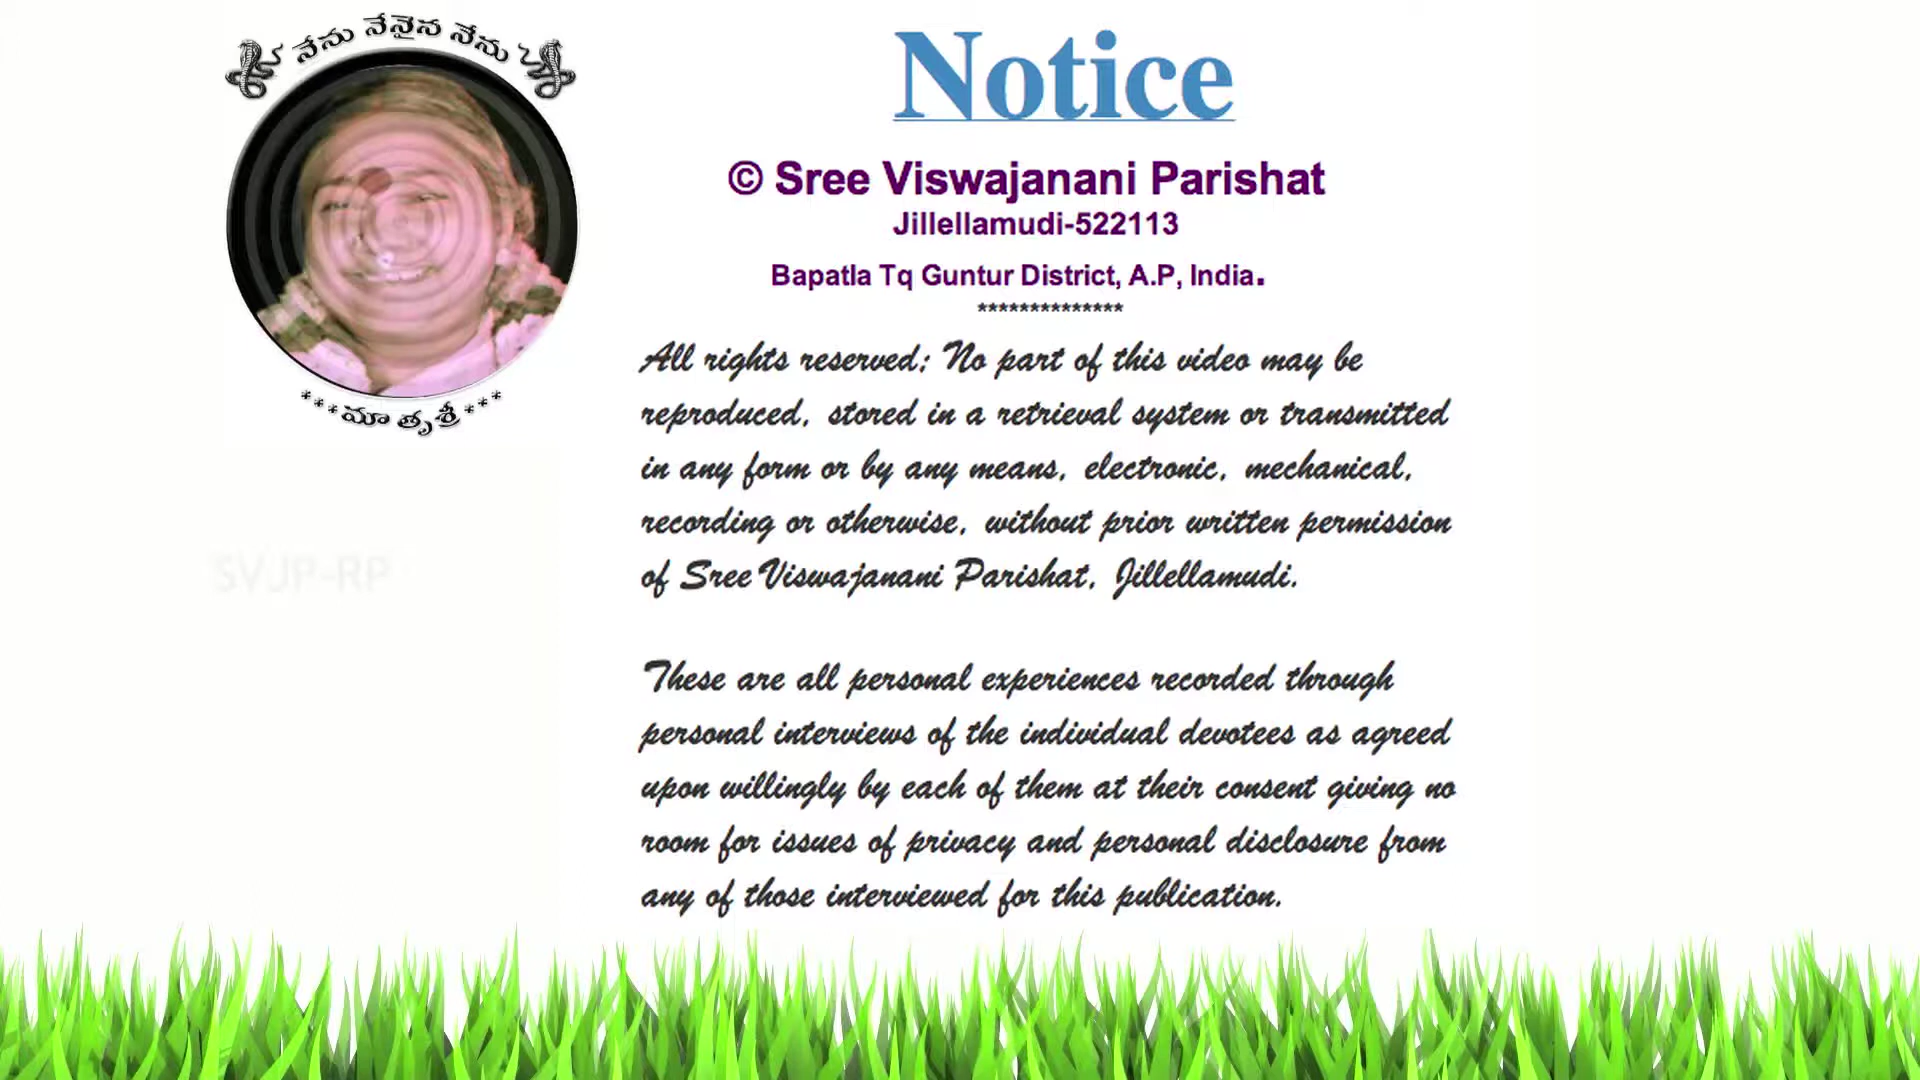 నేను నేనైన నేను
***మాతృశ్రీ***
SVJP-RP
Notice
© Sree Viswajanani Parishat
Jillellamudi-522113
Bapatla Tq Guntur District, A.P, India.
**************
All rights reserved; No part of this video may be
reproduced, stored in a retrieval system or transmitted
in any form or by any means, electronic, mechanical,
recording or otherwise, without prior written permission
of Sree Viswajanani Parishat, Jillellamudi.
These are all personal experiences recorded through
personal interviews of the individual devotees as agreed
upon willingly by each of them at their consent giving no
room for issues of privacy and personal disclosure from
any of those interviewed for this publication.